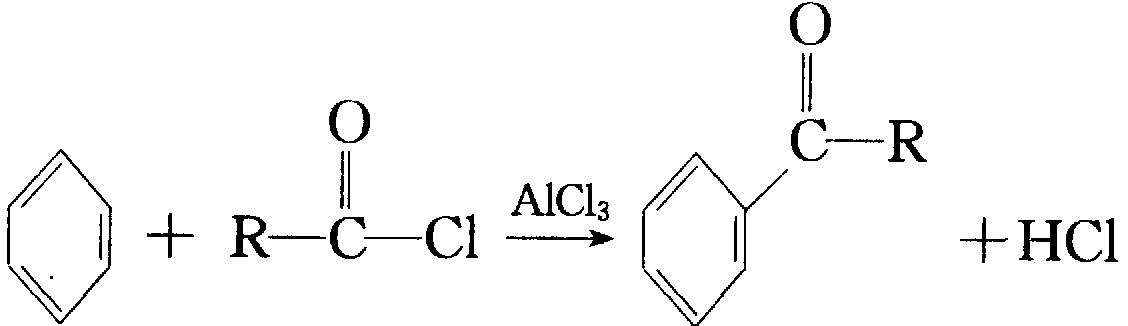 O
O
C—R
+ R—C—Cl AlCl₃ + HCl